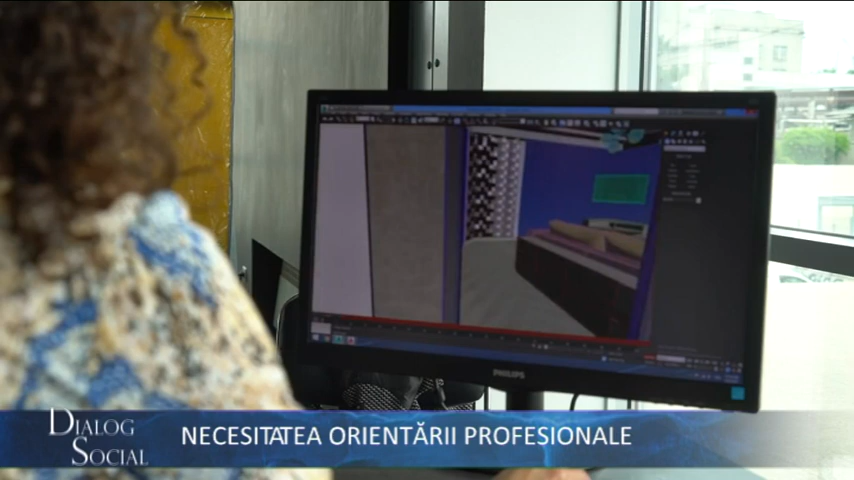 PHILIPS
DIALOG
SOCIAL
NECESITATEA ORIENTĂRII PROFESIONALE